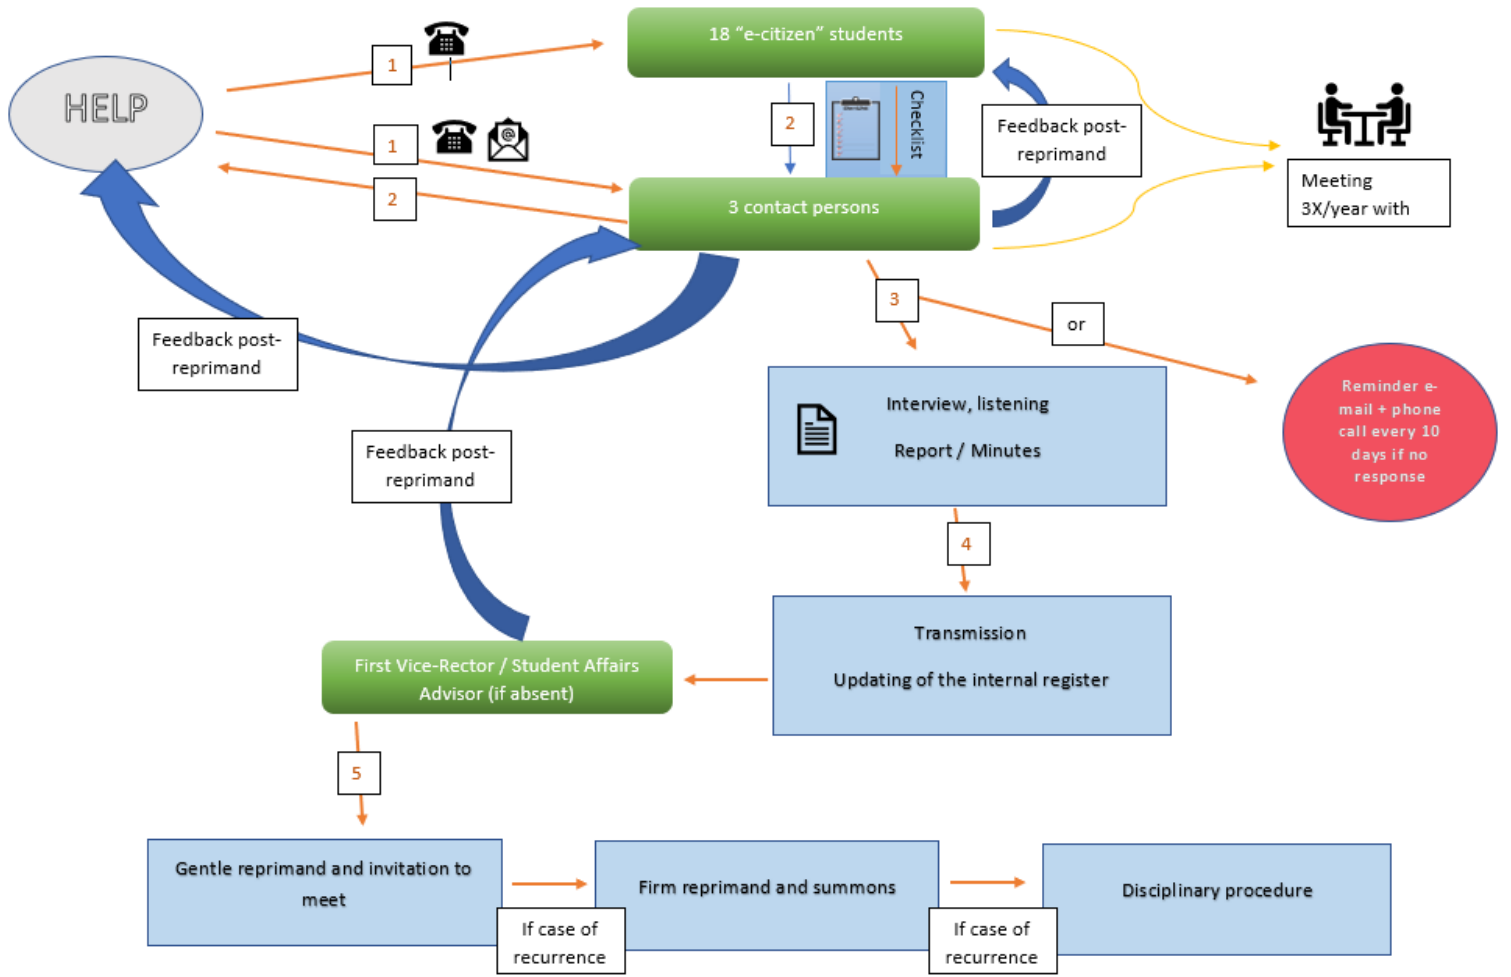 18 “e-citizen” students
1
HELP
Checklist
2
Feedback post-
reprimand
1
Meeting
3X/year with
2
3 contact persons
3
or
Feedback post-
reprimand
Reminder e-
mail + phone
call every 10
days if no
response
Interview, listening
Report / Minutes
Feedback post-
reprimand
4
Transmission
Updating of the internal register
First Vice-Rector / Student Affairs
Advisor (if absent)
5
Gentle reprimand and invitation to
meet
Firm reprimand and summons
Disciplinary procedure
If case of
recurrence
If case of
recurrence